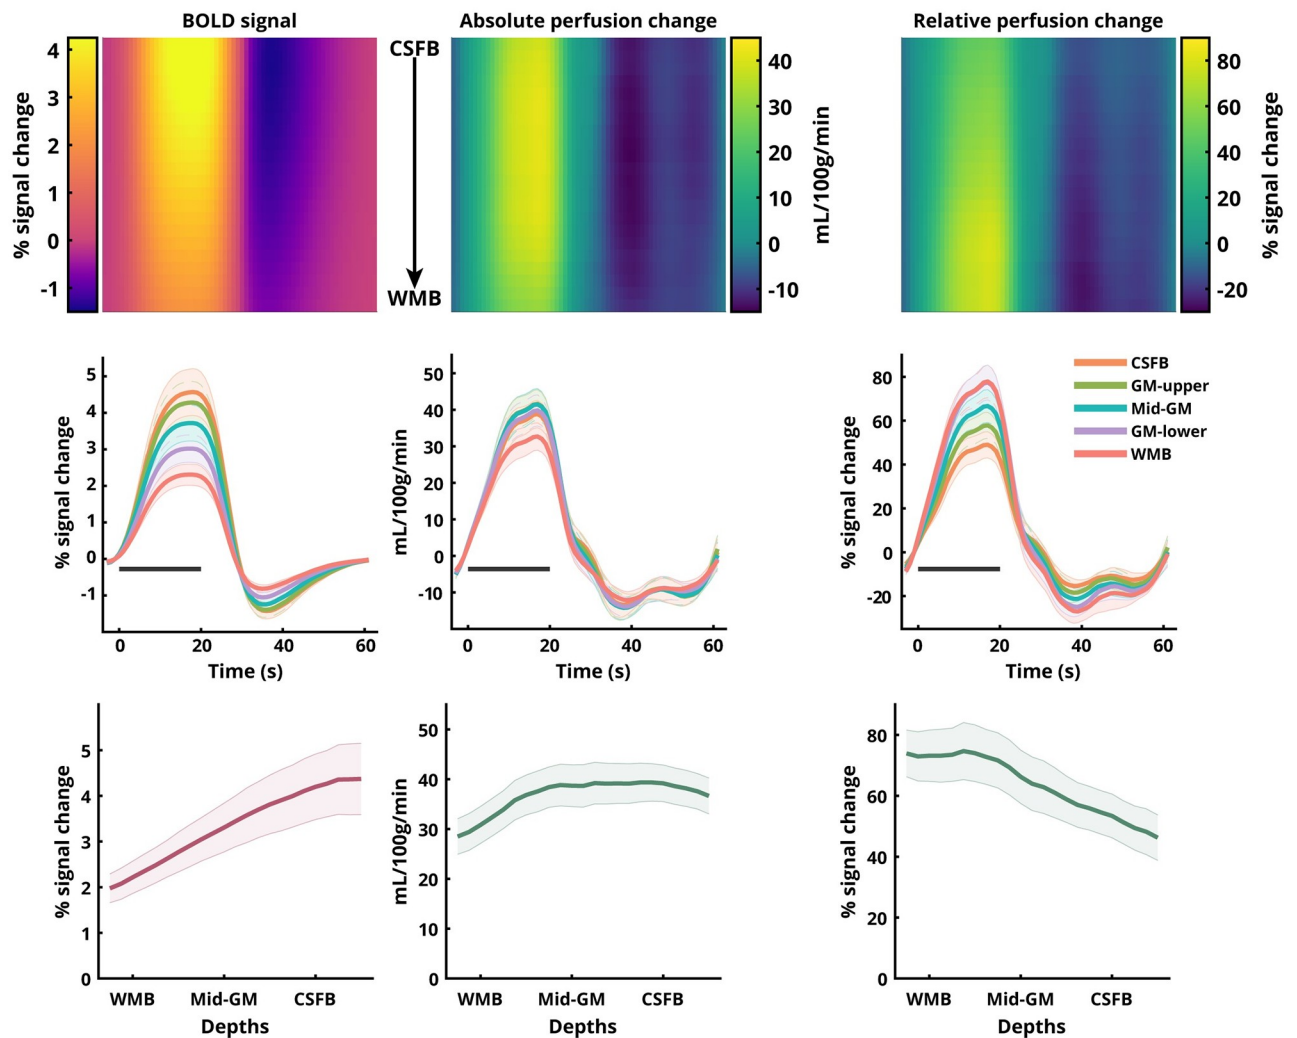 BOLD signal
Absolute perfusion change
Relative perfusion change
% signal change
4
3
2
1
0
-1
CSFB
WMB
40
30
20
10
0
-10
mL/100g/min
80
60
40
20
0
-20
% signal change
% signal change
5
4
3
2
1
0
-1
0 20 40 60
Time (s)
mL/100g/min
50
40
30
20
10
0
-10
0 20 40 60
Time (s)
% signal change
80
60
40
20
0
-20
0 20 40 60
Time (s)
CSFB
GM-upper
Mid-GM
GM-lower
WMB
% signal change
5
4
3
2
1
0
WMB Mid-GM CSFB
Depths
mL/100g/min
50
40
30
20
10
0
WMB Mid-GM CSFB
Depths
% signal change
80
60
40
20
0
WMB Mid-GM CSFB
Depths